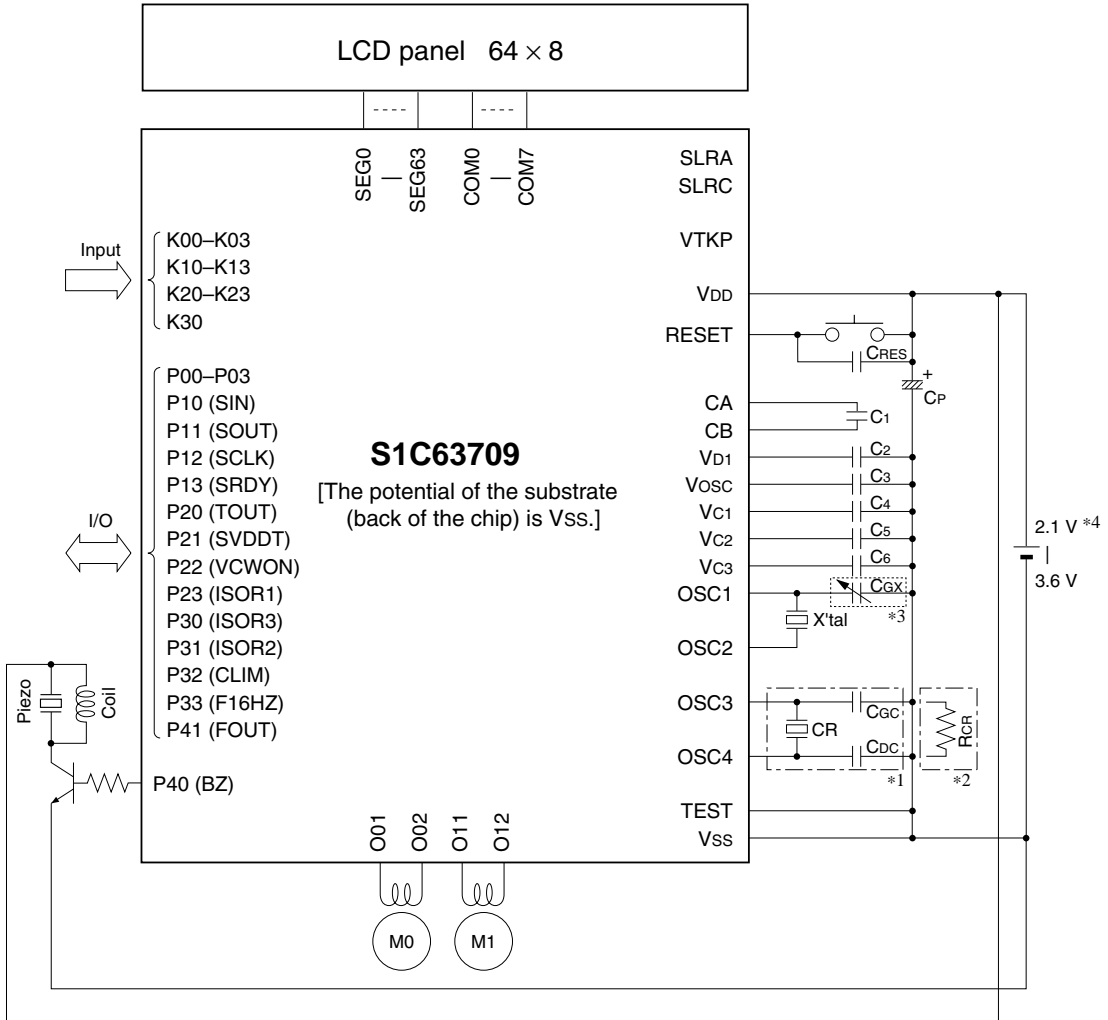 LCD panel 64 × 8
SEG0
SEG63
COM0
COM7
SLRA
SLRC
VTKP
VDD
RESET
CA
CB
VD1
VOSC
VC1
VC2
VC3
OSC1
OSC2
OSC3
OSC4
TEST
VSS
Input
K00–K03
K10–K13
K20–K23
K30
I/O
P00–P03
P10 (SIN)
P11 (SOUT)
P12 (SCLK)
P13 (SRDY)
P20 (TOUT)
P21 (SVDDT)
P22 (VCWON)
P23 (ISOR1)
P30 (ISOR3)
P31 (ISOR2)
P32 (CLIM)
P33 (F16HZ)
P41 (FOUT)
P40 (BZ)
S1C63709
[The potential of the substrate
(back of the chip) is VSS.]
Piezo
Coil
O01
O02
O11
O12
M0
M1
CRES
+
CP
C1
C2
C3
C4
C5
C6
CGX
*3
X'tal
CGC
CR
CDC
*1
RCR
*2
2.1 V *4
|
3.6 V